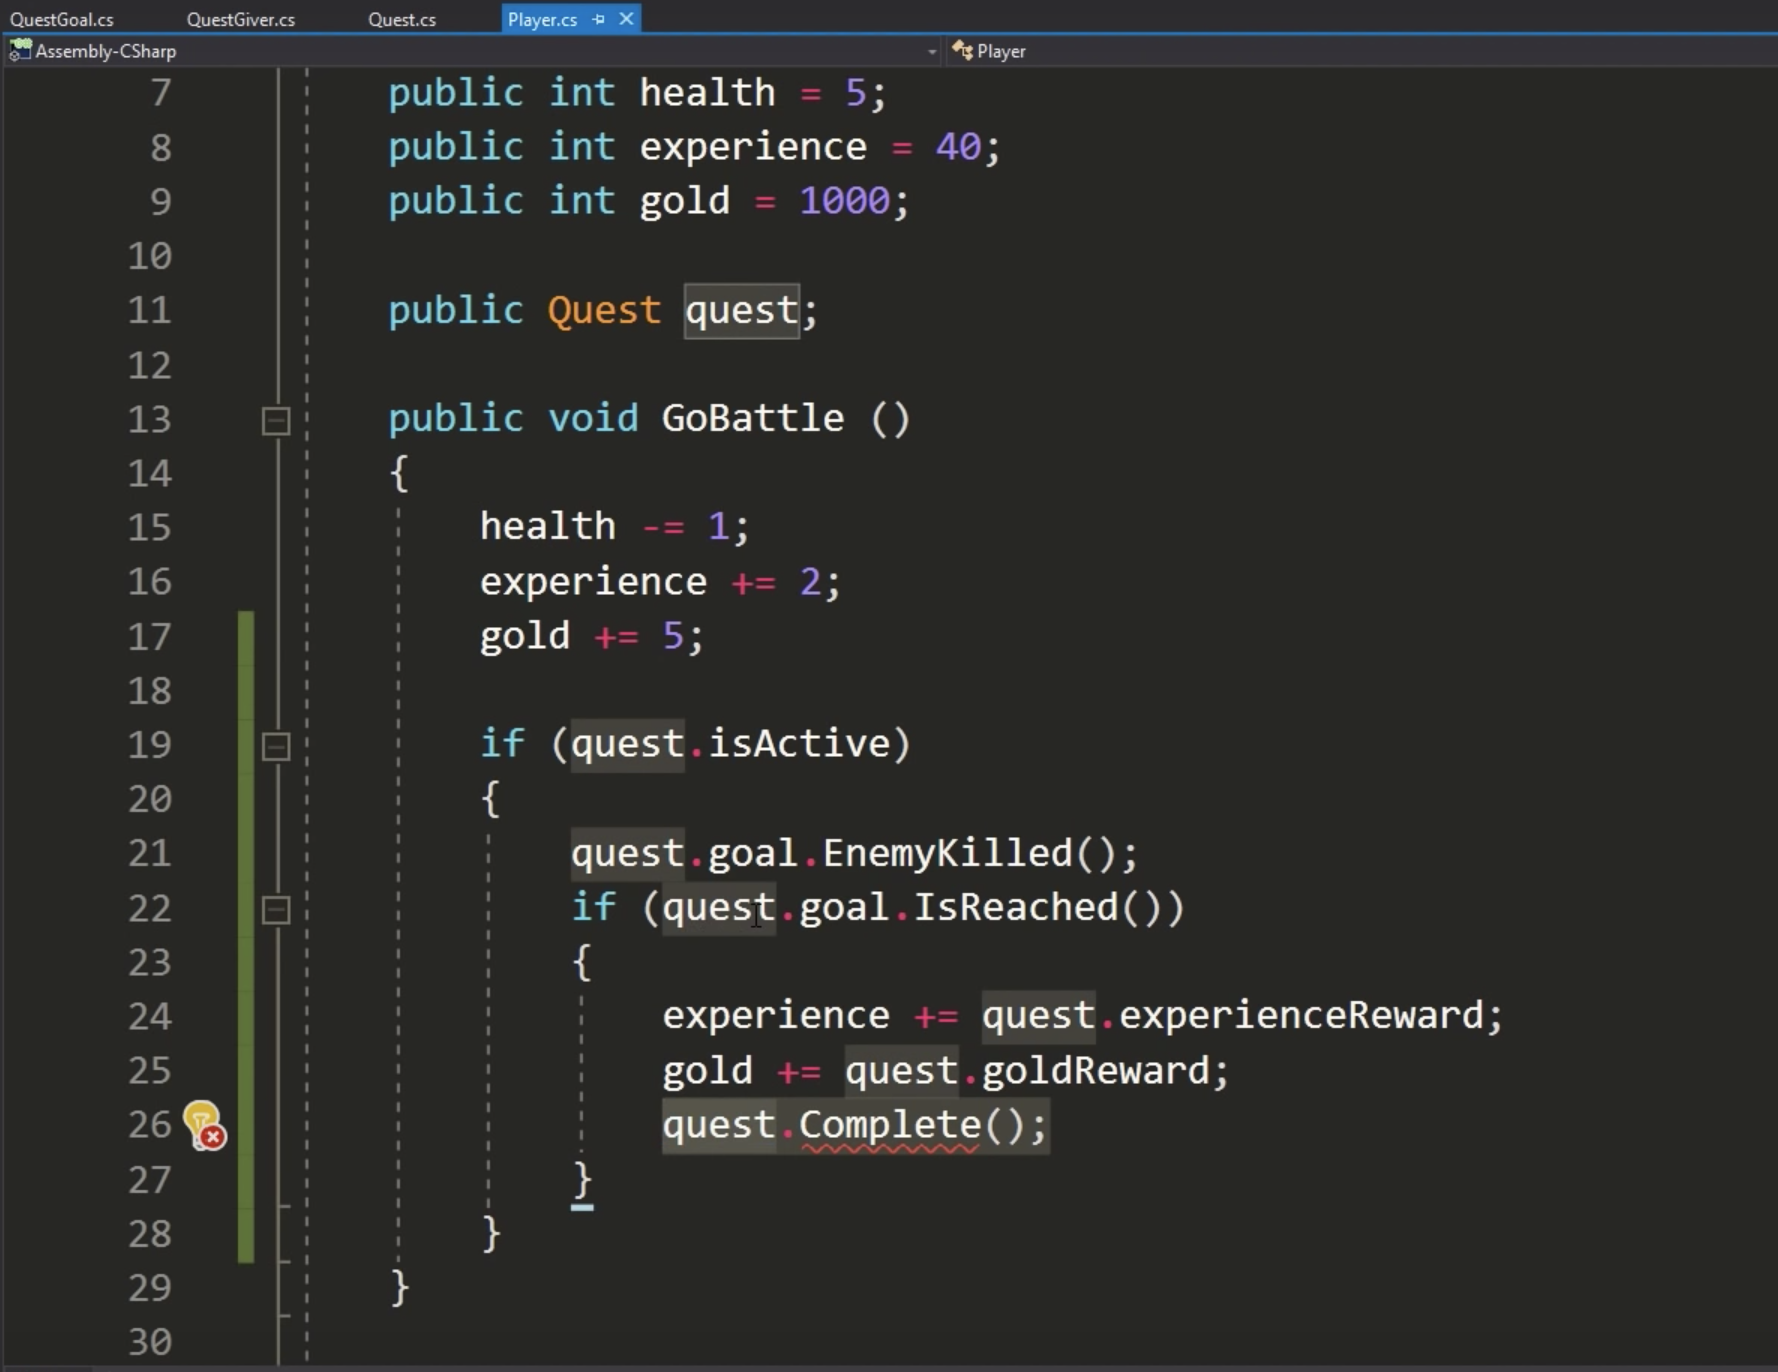 QuestGoal.cs QuestGiver.cs Quest.cs Player.cs
Assembly-CSharp Player
7 public int health = 5;
8 public int experience = 40;
9 public int gold = 1000;
10
11 public Quest quest;
12
13 public void GoBattle ()
14 {
15 health -= 1;
16 experience += 2;
17 gold += 5;
18
19 if (quest.isActive)
20 {
21 quest.goal.EnemyKilled();
22 if (quest.goal.IsReached())
23 {
24 experience += quest.experienceReward;
25 gold += quest.goldReward;
26 quest.Complete();
27 }
28 }
29 }
30